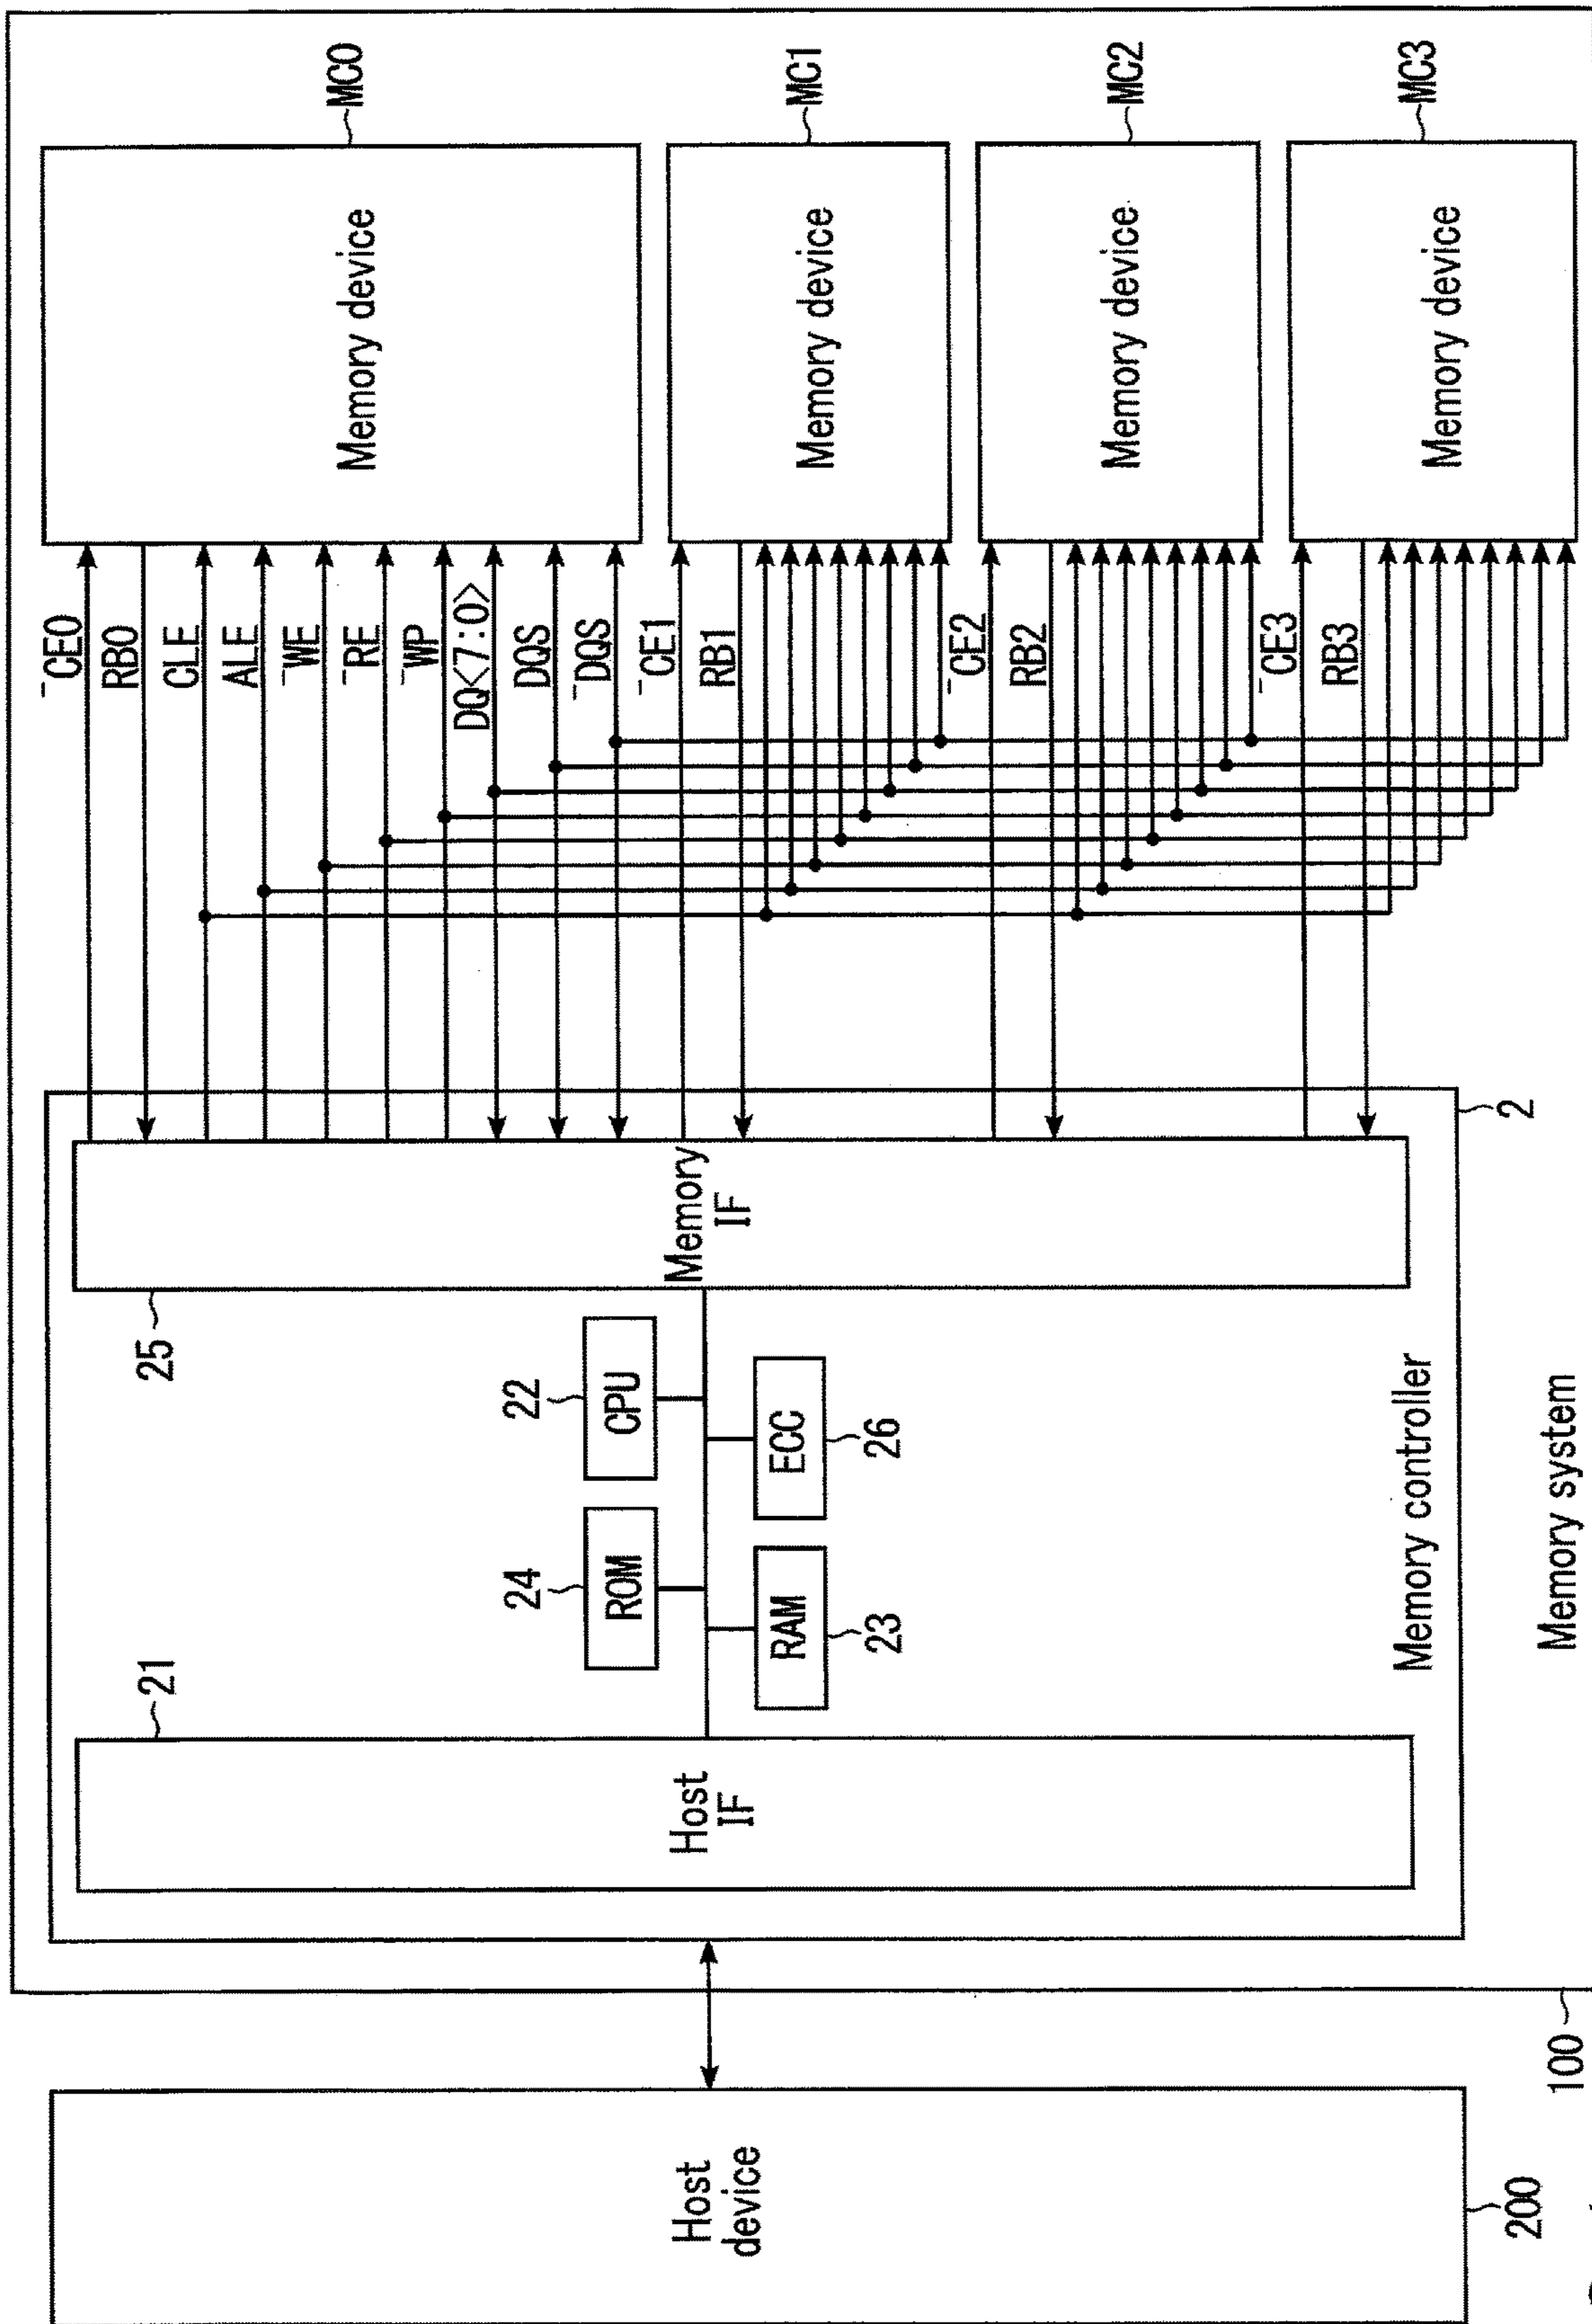 Host
device
200
100
Memory system
Memory controller
2
Host
IF
21
ROM
24
CPU
22
RAM
23
ECC
26
Memory
IF
25
‾CE0
RB0
CLE
ALE
‾WE
‾RE
‾WP
DQ<7:0>
DQS
‾DQS
‾CE1
RB1
‾CE2
RB2
‾CE3
RB3
Memory device
MC0
Memory device
MC1
Memory device
MC2
Memory device
MC3